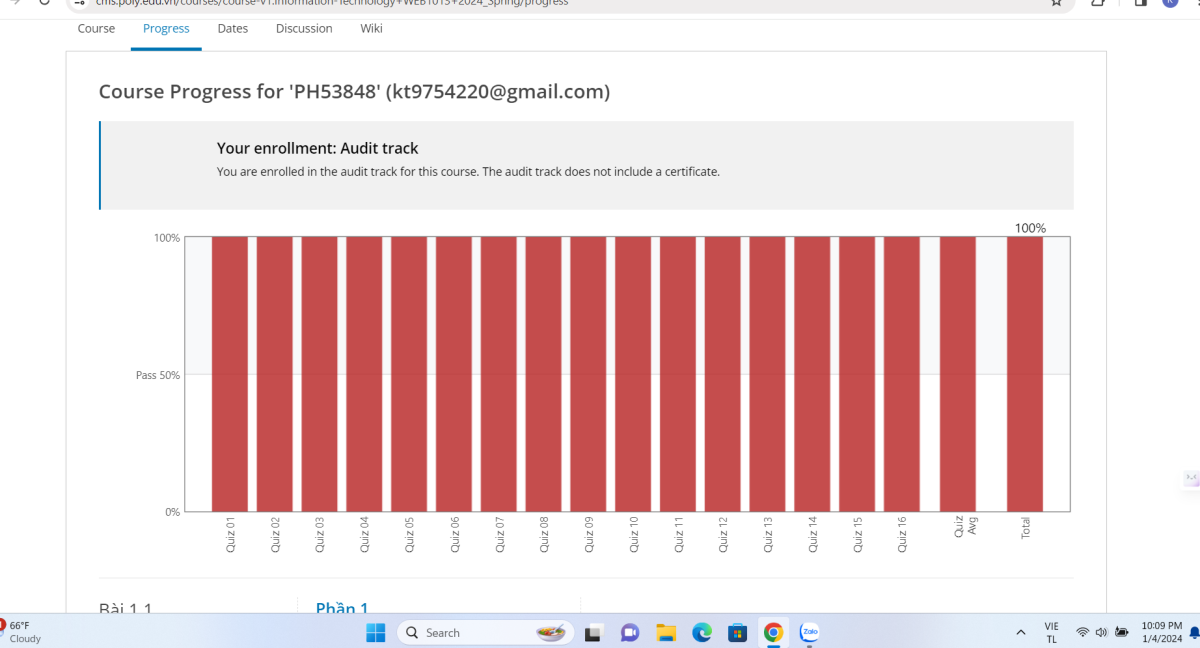 cms.poly.edu.vn/courses/course-v1:Information-Technology+WEB1013+2024_Spring/progress
Course Progress Dates Discussion Wiki
Course Progress for 'PH53848' (kt9754220@gmail.com)
Your enrollment: Audit track
You are enrolled in the audit track for this course. The audit track does not include a certificate.
100%
100%
Pass 50%
0%
Quiz 01
Quiz 02
Quiz 03
Quiz 04
Quiz 05
Quiz 06
Quiz 07
Quiz 08
Quiz 09
Quiz 10
Quiz 11
Quiz 12
Quiz 13
Quiz 14
Quiz 15
Quiz 16
Quiz
Avg
Total
Bài 1.1
Phần 1
66°F
Cloudy
Search
Zalo
VIE
TL
10:09 PM
1/4/2024